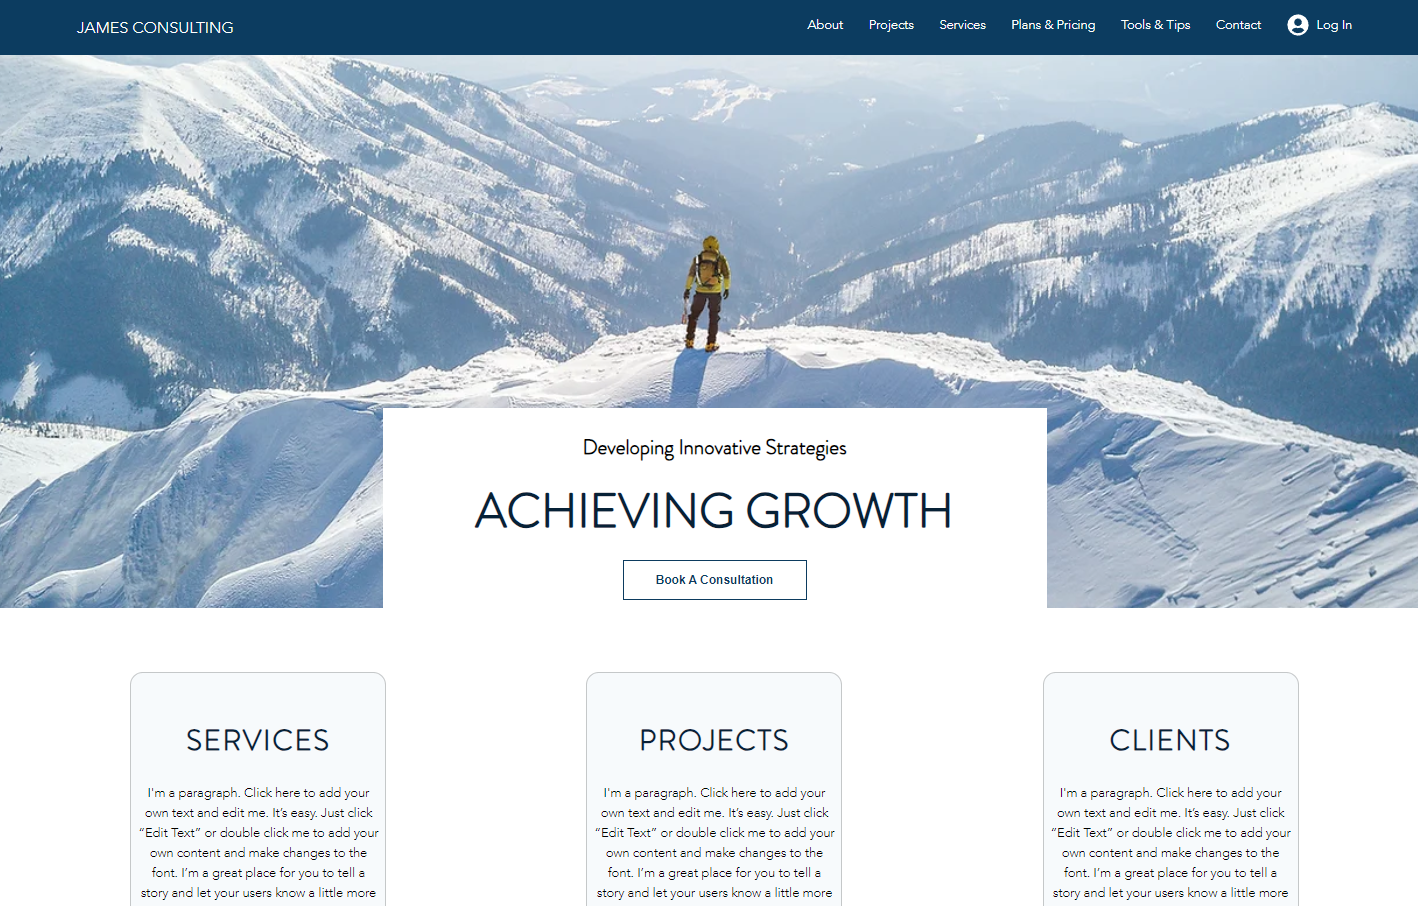 JAMES CONSULTING
About Projects Services Plans & Pricing Tools & Tips Contact Log In
Developing Innovative Strategies
ACHIEVING GROWTH
Book A Consultation
SERVICES
I'm a paragraph. Click here to add your
own text and edit me. It’s easy. Just click
“Edit Text” or double click me to add your
own content and make changes to the
font. I’m a great place for you to tell a
story and let your users know a little more
PROJECTS
I'm a paragraph. Click here to add your
own text and edit me. It’s easy. Just click
“Edit Text” or double click me to add your
own content and make changes to the
font. I’m a great place for you to tell a
story and let your users know a little more
CLIENTS
I'm a paragraph. Click here to add your
own text and edit me. It’s easy. Just click
“Edit Text” or double click me to add your
own content and make changes to the
font. I’m a great place for you to tell a
story and let your users know a little more